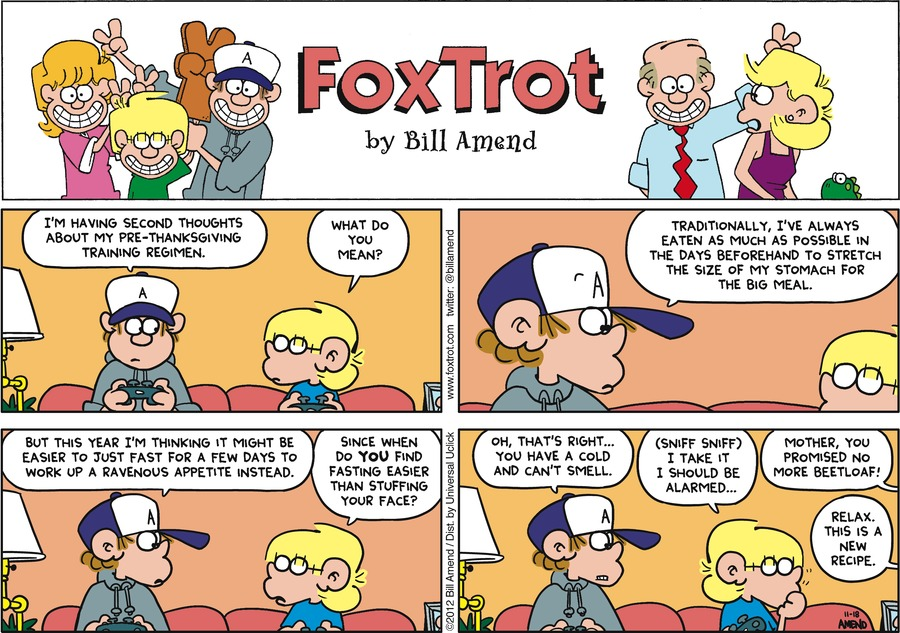 A
FOXTROT
by Bill Amend
I'M HAVING SECOND THOUGHTS
ABOUT MY PRE-THANKSGIVING
TRAINING REGIMEN.
WHAT DO
YOU
MEAN?
A
www.foxtrot.com twitter: @billamend
TRADITIONALLY, I'VE ALWAYS
EATEN AS MUCH AS POSSIBLE IN
THE DAYS BEFOREHAND TO STRETCH
THE SIZE OF MY STOMACH FOR
THE BIG MEAL.
A
BUT THIS YEAR I'M THINKING IT MIGHT BE
EASIER TO JUST FAST FOR A FEW DAYS TO
WORK UP A RAVENOUS APPETITE INSTEAD.
SINCE WHEN
DO YOU FIND
FASTING EASIER
THAN STUFFING
YOUR FACE?
A
©2012 Bill Amend / Dist. by Universal Uclick
OH, THAT'S RIGHT...
YOU HAVE A COLD
AND CAN'T SMELL.
(SNIFF SNIFF)
I TAKE IT
I SHOULD BE
ALARMED...
MOTHER, YOU
PROMISED NO
MORE BEETLOAF!
RELAX.
THIS IS A
NEW
RECIPE.
A
11-18
AMEND